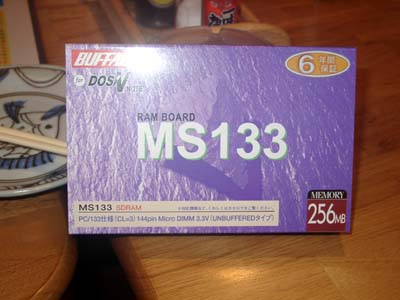 BUFFALO
for DOS/V NOTE
6年間
保証
RAM BOARD
MS133
MS133 SDRAM
PC/133仕様(CL=3) 144pin Micro DIMM 3.3V (UNBUFFEREDタイプ)
MEMORY
256MB